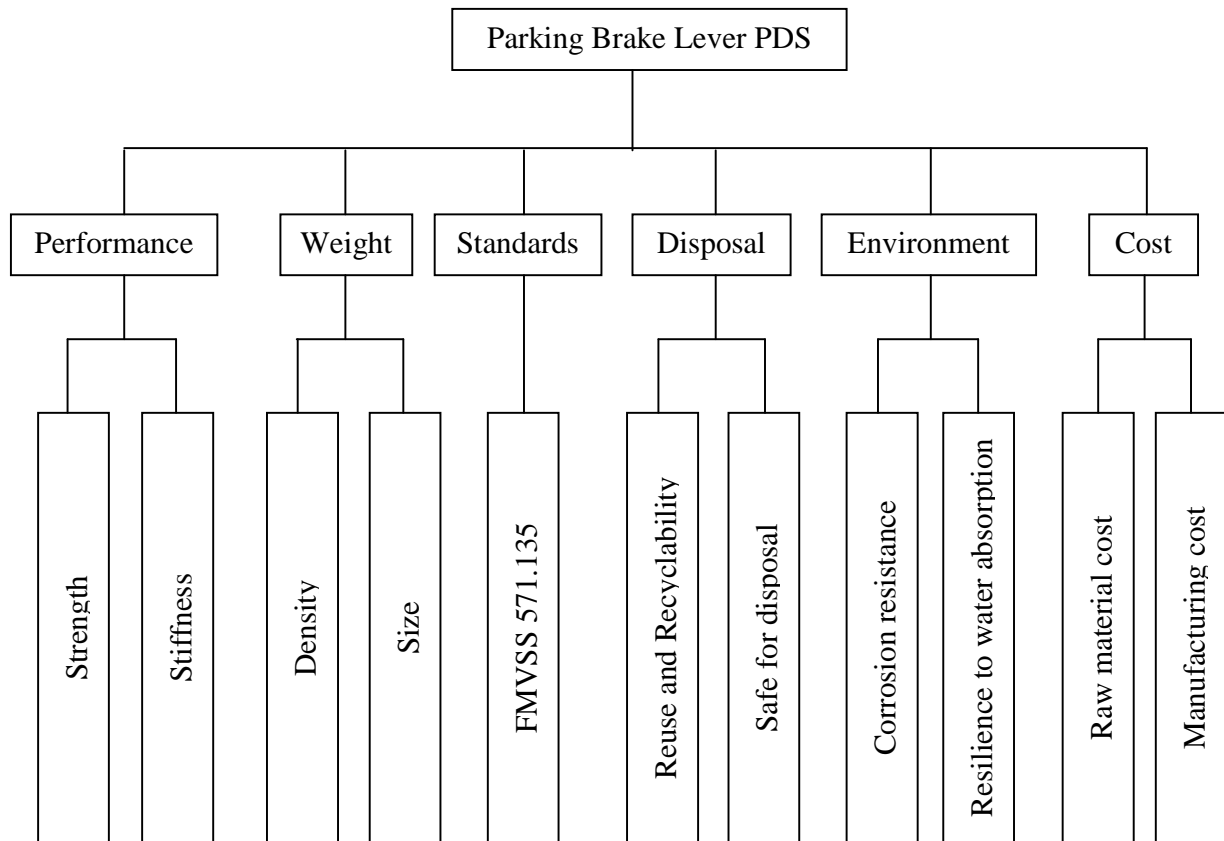 Parking Brake Lever PDS
Performance
Weight
Standards
Disposal
Environment
Cost
Strength
Stiffness
Density
Size
FMVSS 571.135
Reuse and Recyclability
Safe for disposal
Corrosion resistance
Resilience to water absorption
Raw material cost
Manufacturing cost